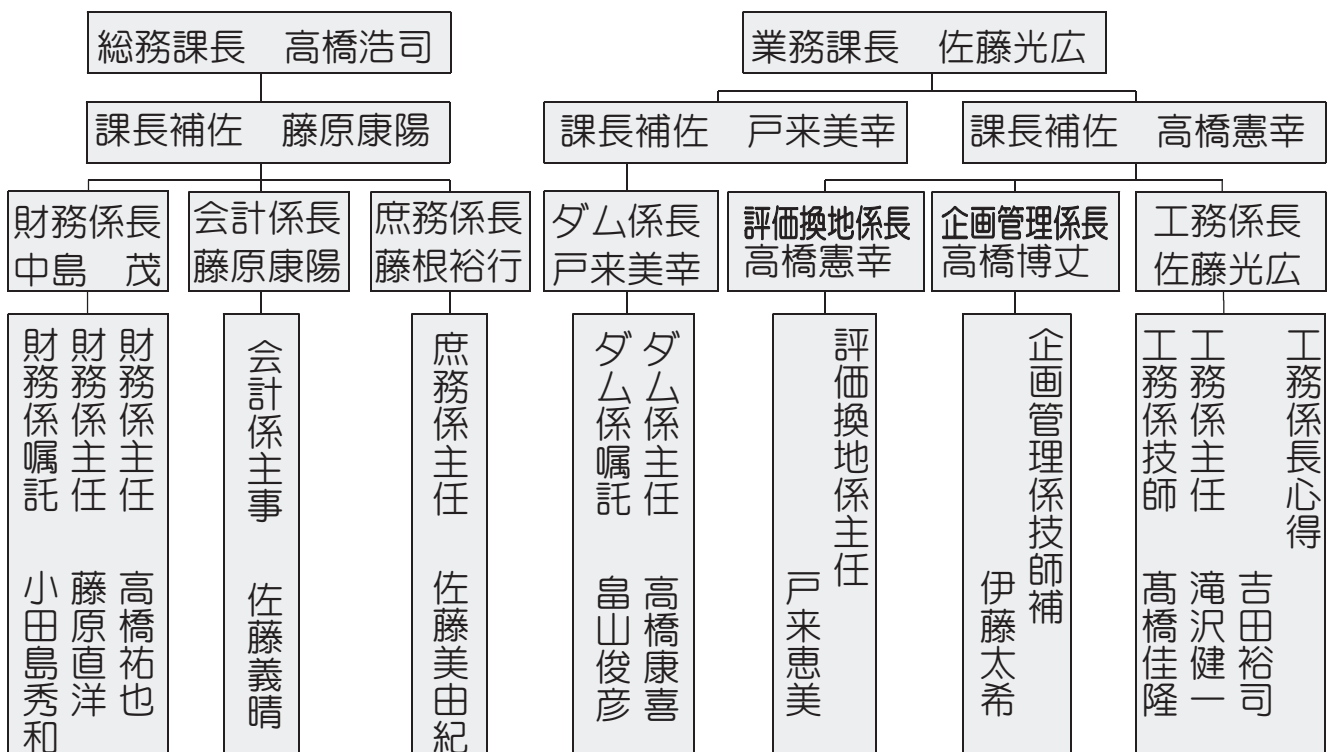 総務課長　高橋浩司
業務課長　佐藤光広
課長補佐　藤原康陽
課長補佐　戸来美幸
課長補佐　高橋憲幸
財務係長
中島　茂
会計係長
藤原康陽
庶務係長
藤根裕行
ダム係長
戸来美幸
評価換地係長
高橋憲幸
企画管理係長
高橋博丈
工務係長
佐藤光広
財務係主任　高橋祐也
財務係主任　藤原直洋
財務係嘱託　小田島秀和
会計係主事　佐藤義晴
庶務係主任　佐藤美由紀
ダム係主任　高橋康喜
ダム係嘱託　畠山俊彦
評価換地係主任
戸来恵美
企画管理係技師補
伊藤太希
工務係長心得
吉田裕司
工務係主任　滝沢健一
工務係技師　髙橋佳隆